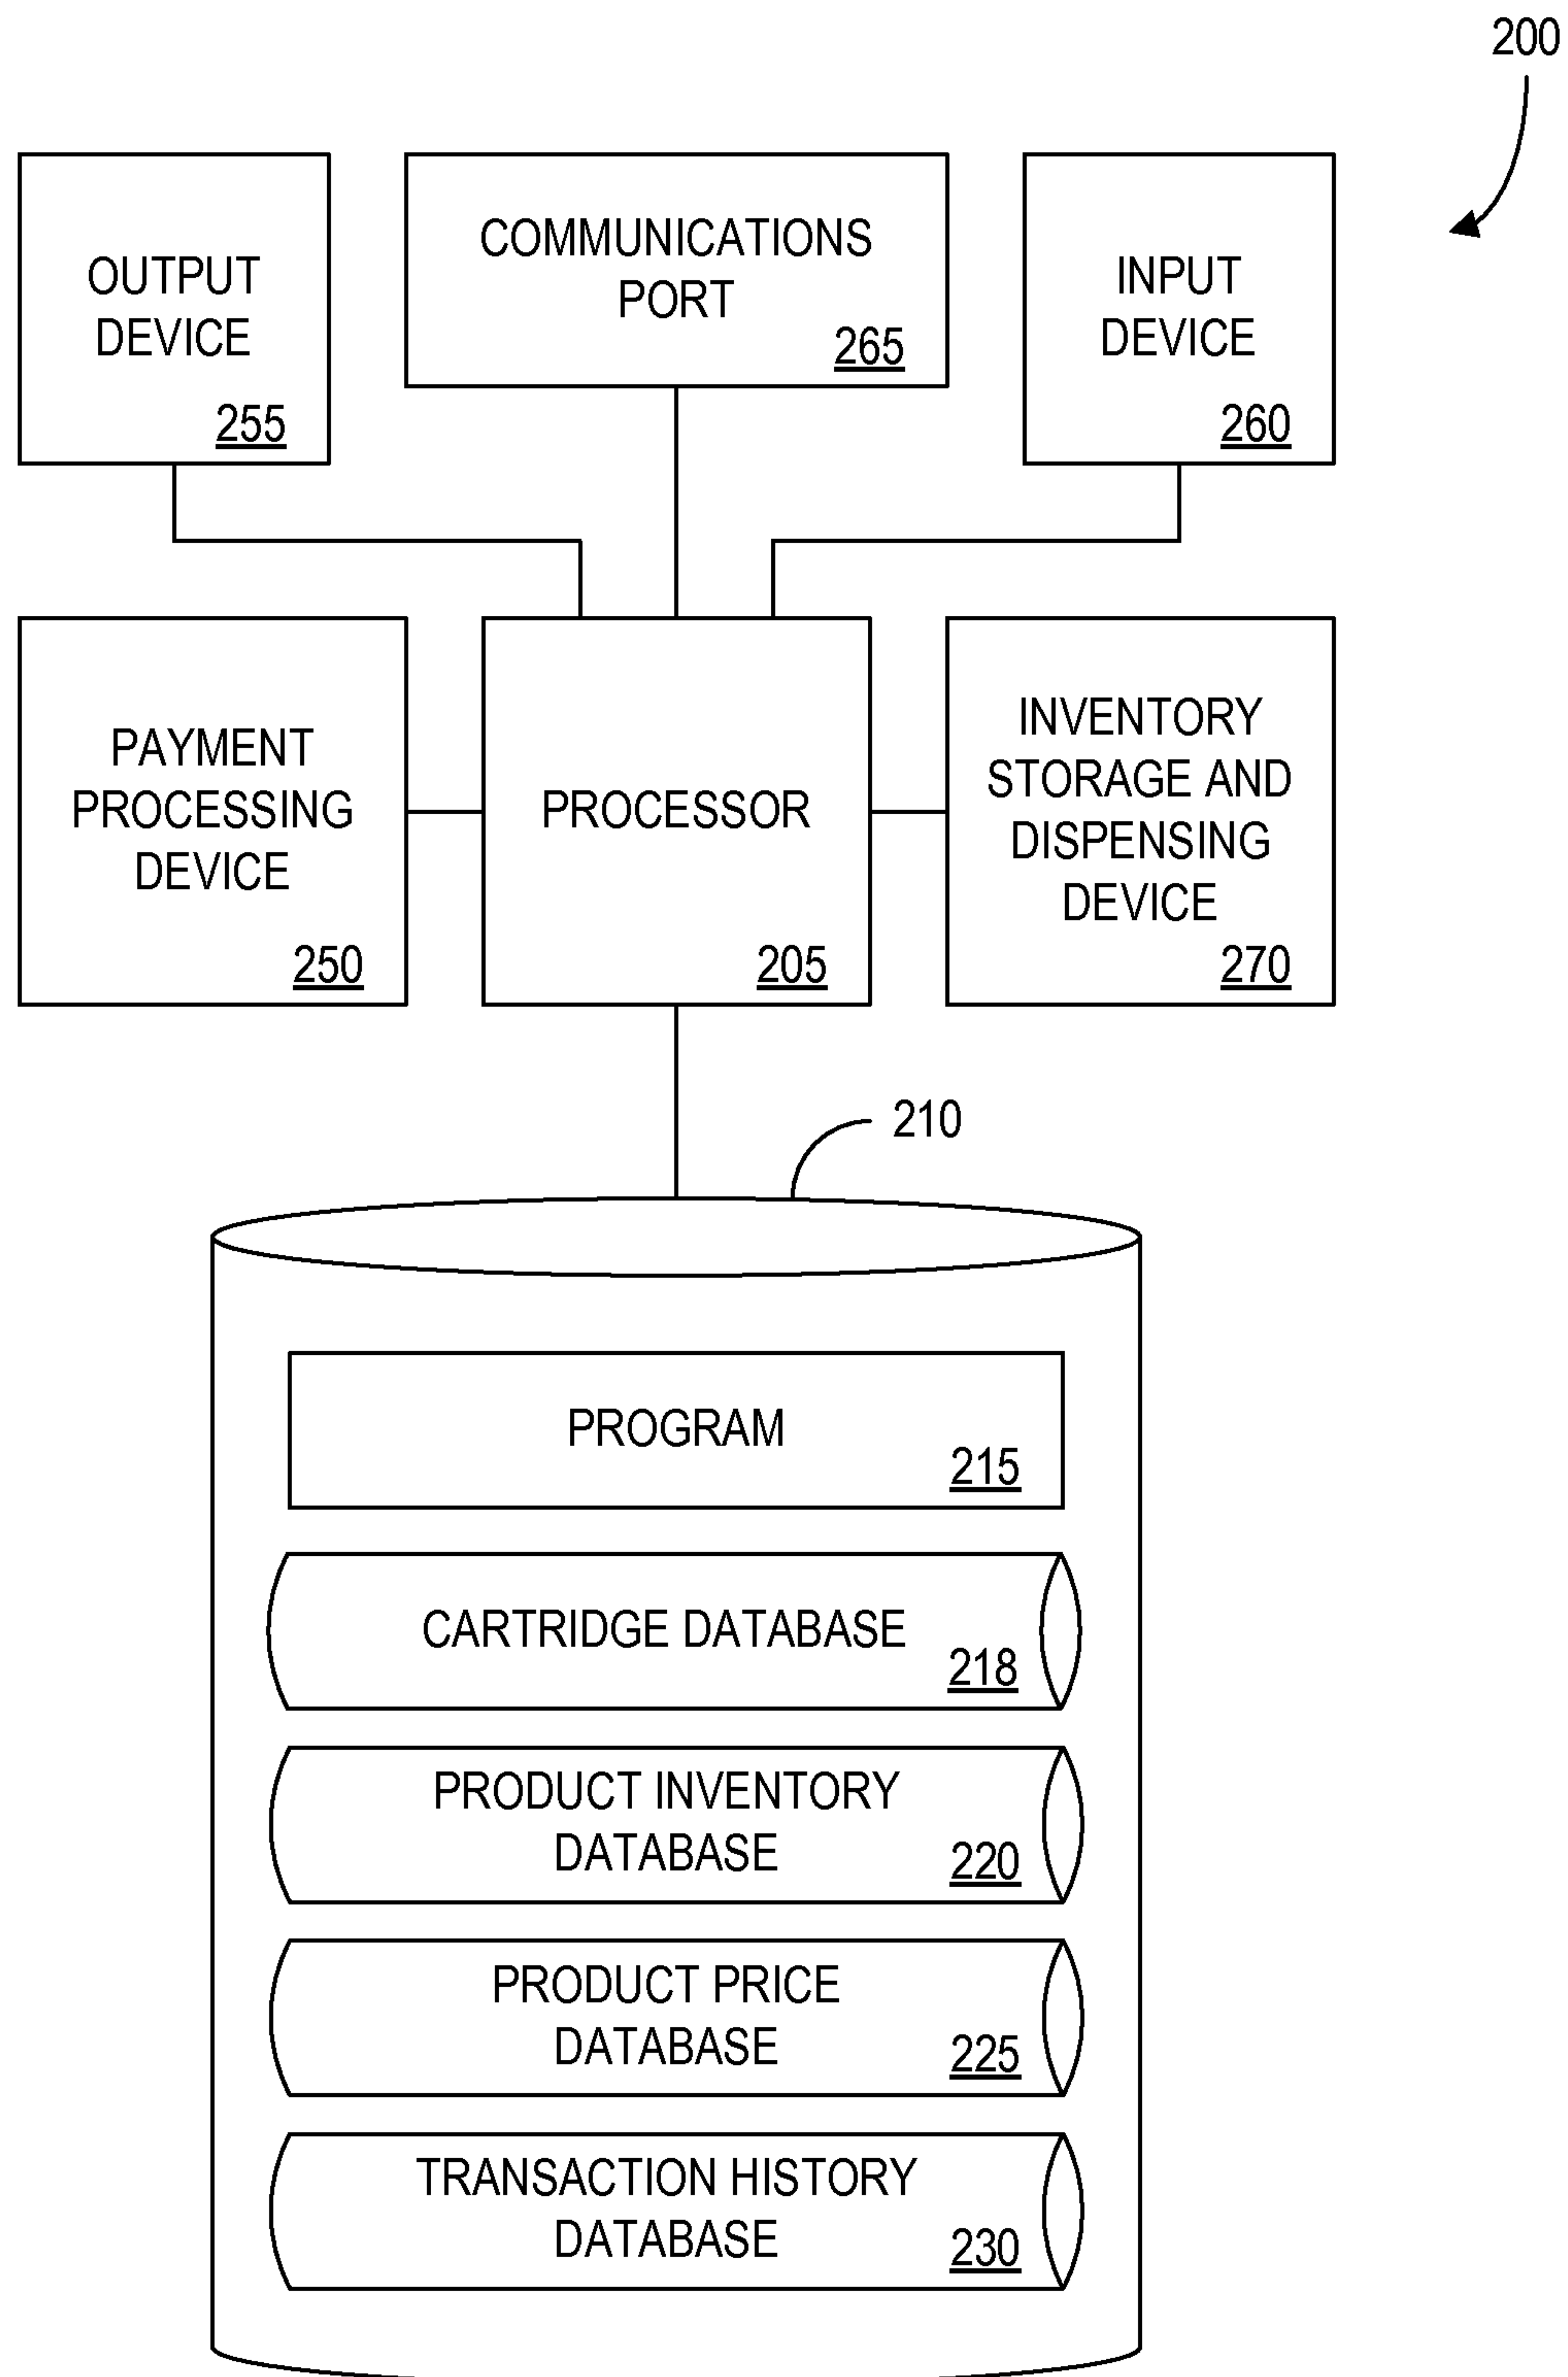 200
OUTPUT
DEVICE
255
COMMUNICATIONS
PORT
265
INPUT
DEVICE
260
PAYMENT
PROCESSING
DEVICE
250
PROCESSOR
205
INVENTORY
STORAGE AND
DISPENSING
DEVICE
270
210
PROGRAM
215
CARTRIDGE DATABASE
218
PRODUCT INVENTORY
DATABASE
220
PRODUCT PRICE
DATABASE
225
TRANSACTION HISTORY
DATABASE
230